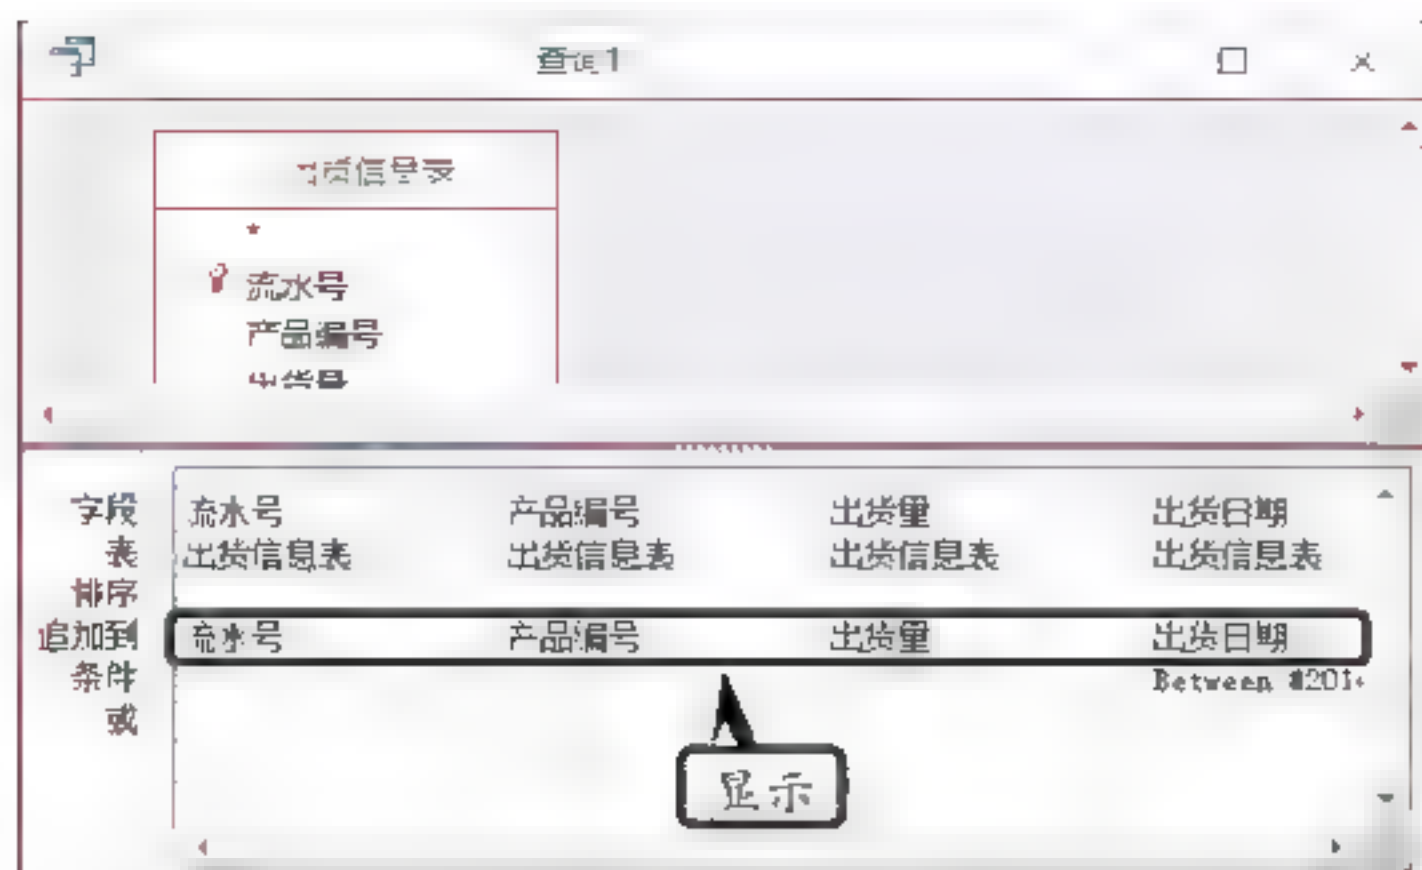 查询1
出货信息表
*
流水号
产品编号
出货量
字段 流水号 产品编号 出货量 出货日期
表 出货信息表 出货信息表 出货信息表 出货信息表
排序
追加到 流水号 产品编号 出货量 出货日期
条件 Between #201
或
显示